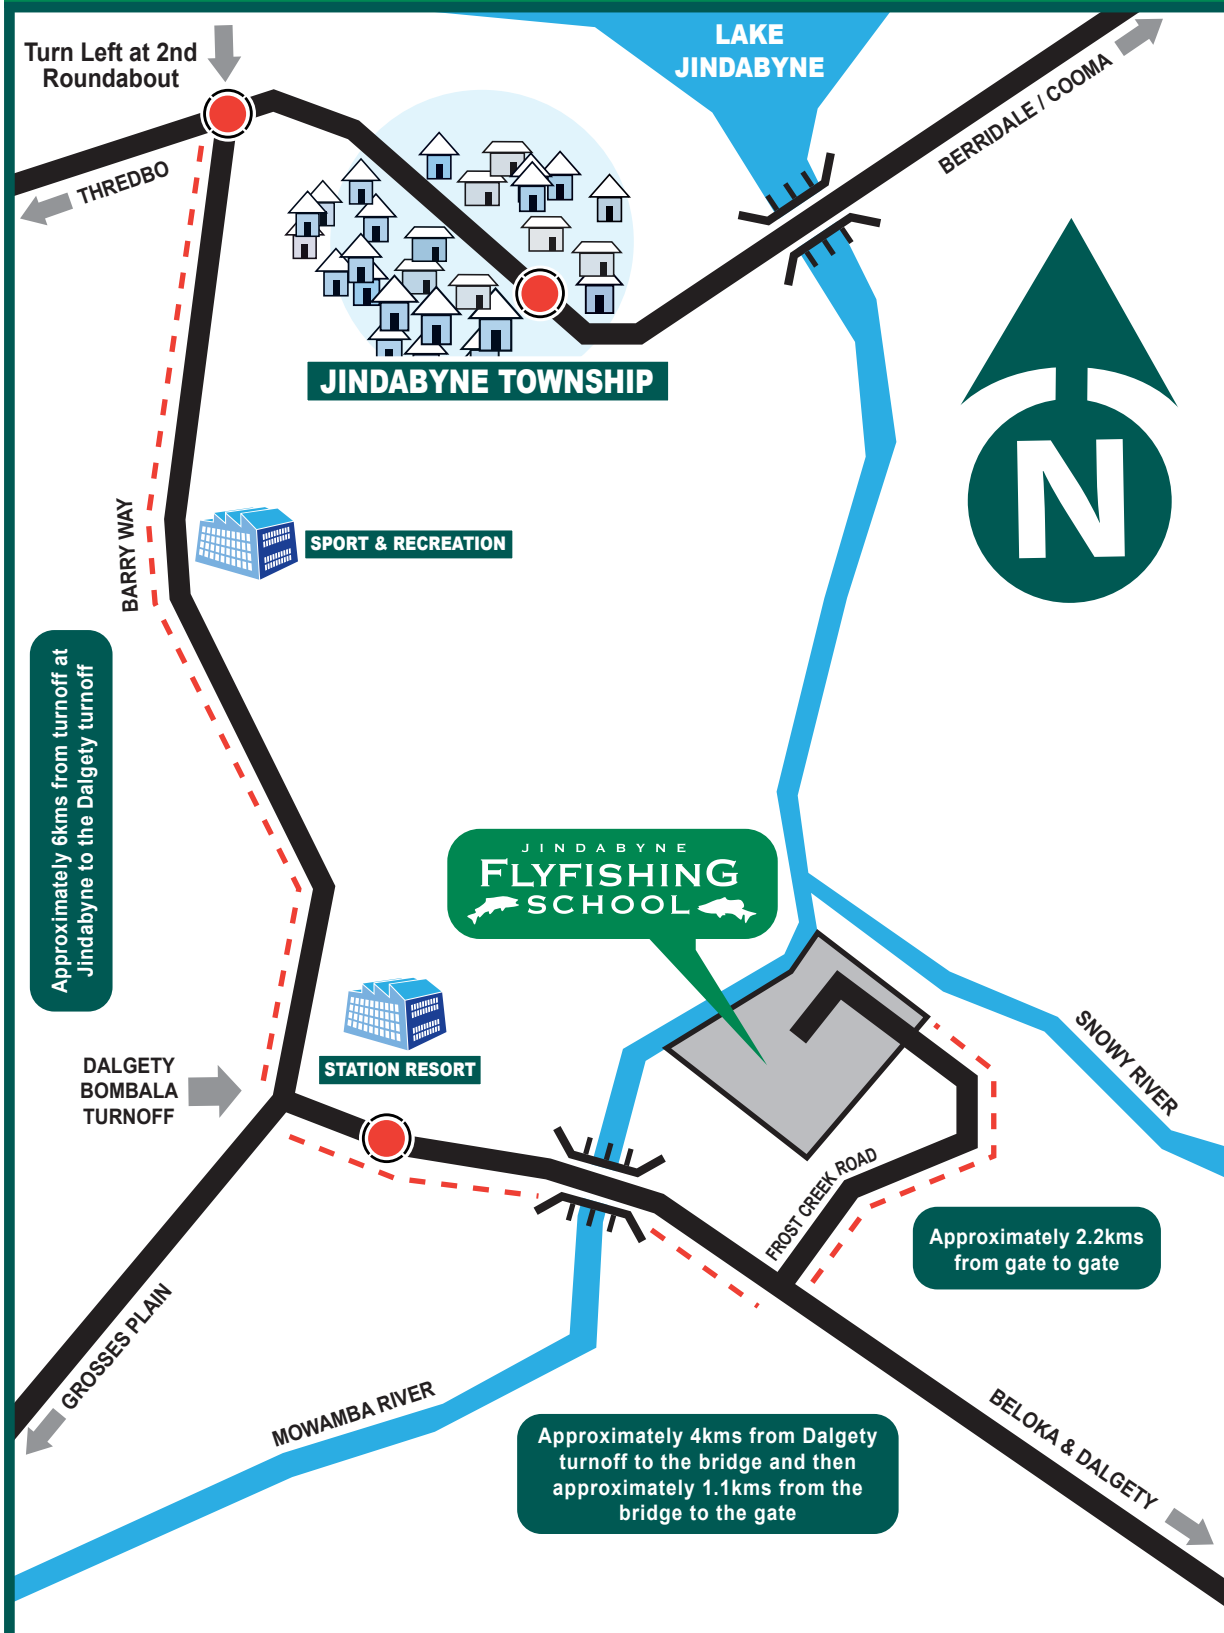 Turn Left at 2nd
Roundabout
LAKE
JINDABYNE
BERRIDALE / COOMA
THREDBO
JINDABYNE TOWNSHIP
N
BARRY WAY
SPORT & RECREATION
Approximately 6kms from turnoff at
Jindabyne to the Dalgety turnoff
JINDABYNE
FLYFISHING
SCHOOL
STATION RESORT
DALGETY
BOMBALA
TURNOFF
SNOWY RIVER
FROST CREEK ROAD
Approximately 2.2kms
from gate to gate
GROSSES PLAIN
MOWAMBA RIVER
Approximately 4kms from Dalgety
turnoff to the bridge and then
approximately 1.1kms from the
bridge to the gate
BELOKA & DALGETY